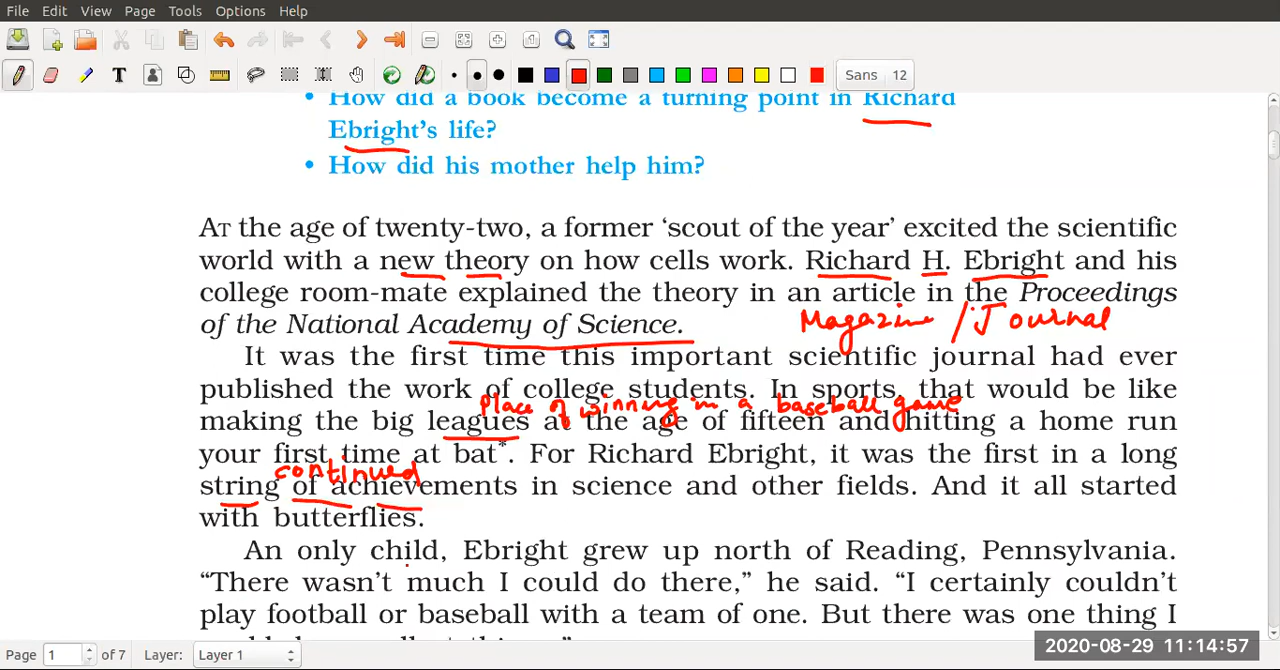 File Edit View Page Tools Options Help
T Sans 12
• How did a book become a turning point in Richard
Ebright's life?
• How did his mother help him?
At the age of twenty-two, a former ‘scout of the year’ excited the scientific
world with a new theory on how cells work. Richard H. Ebright and his
college room-mate explained the theory in an article in the Proceedings
of the National Academy of Science.
Magazine / Journal
It was the first time this important scientific journal had ever
published the work of college students. In sports, that would be like
Place of winning in a baseball game
making the big leagues at the age of fifteen and hitting a home run
your first time at bat*. For Richard Ebright, it was the first in a long
continued
string of achievements in science and other fields. And it all started
with butterflies.
An only child, Ebright grew up north of Reading, Pennsylvania.
“There wasn't much I could do there,” he said. “I certainly couldn't
play football or baseball with a team of one. But there was one thing I
Page 1 of 7 Layer: Layer 1
2020-08-29 11:14:57